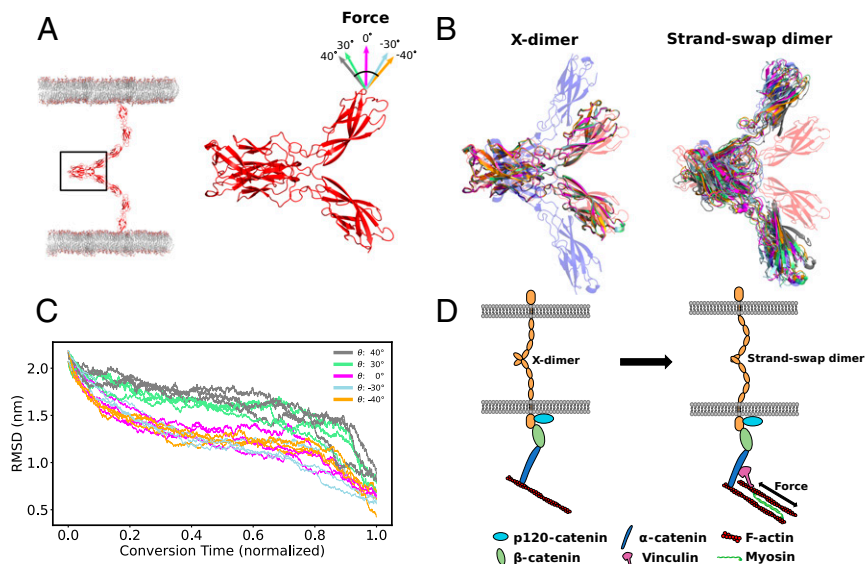 A
Force
40°
30°
0°
-30°
-40°
B
X-dimer
Strand-swap dimer
C
RMSD (nm)
2.0
1.5
1.0
0.5
0.0
0.2
0.4
0.6
0.8
1.0
Conversion Time (normalized)
θ: 40°
θ: 30°
θ: 0°
θ: -30°
θ: -40°
D
X-dimer
Strand-swap dimer
Force
p120-catenin
α-catenin
F-actin
β-catenin
Vinculin
Myosin